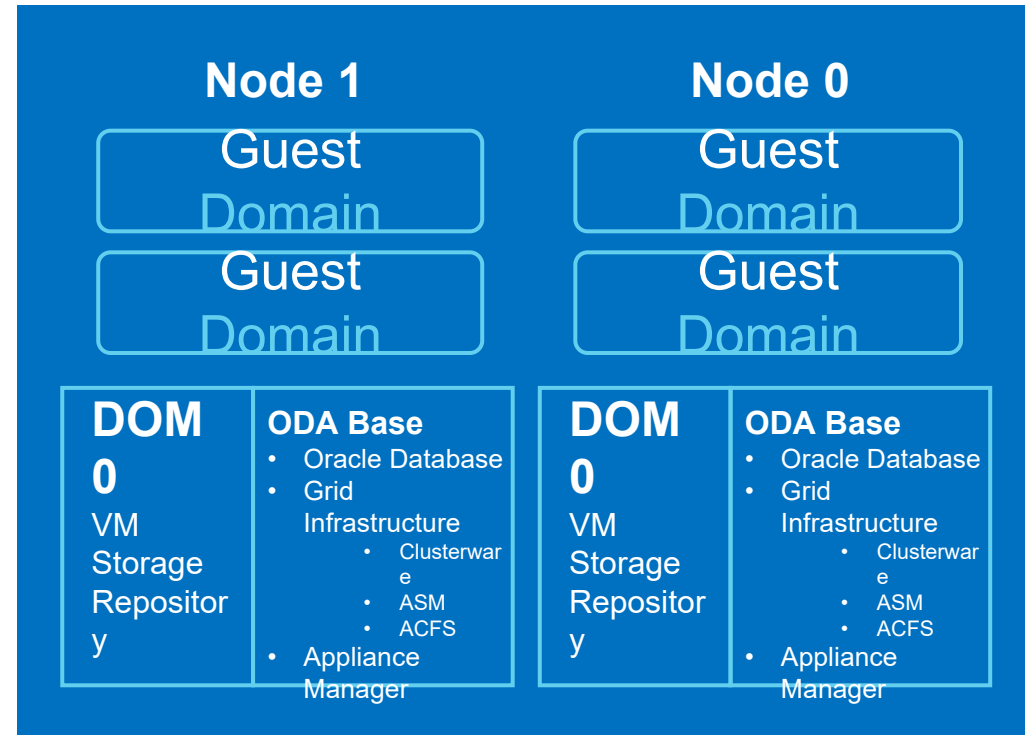 Node 1
Guest
Domain
Guest
Domain
DOM
0
VM
Storage
Repositor
y
ODA Base
• Oracle Database
• Grid
Infrastructure
• Clusterwar
e
• ASM
• ACFS
• Appliance
Manager
Node 0
Guest
Domain
Guest
Domain
DOM
0
VM
Storage
Repositor
y
ODA Base
• Oracle Database
• Grid
Infrastructure
• Clusterwar
e
• ASM
• ACFS
• Appliance
Manager